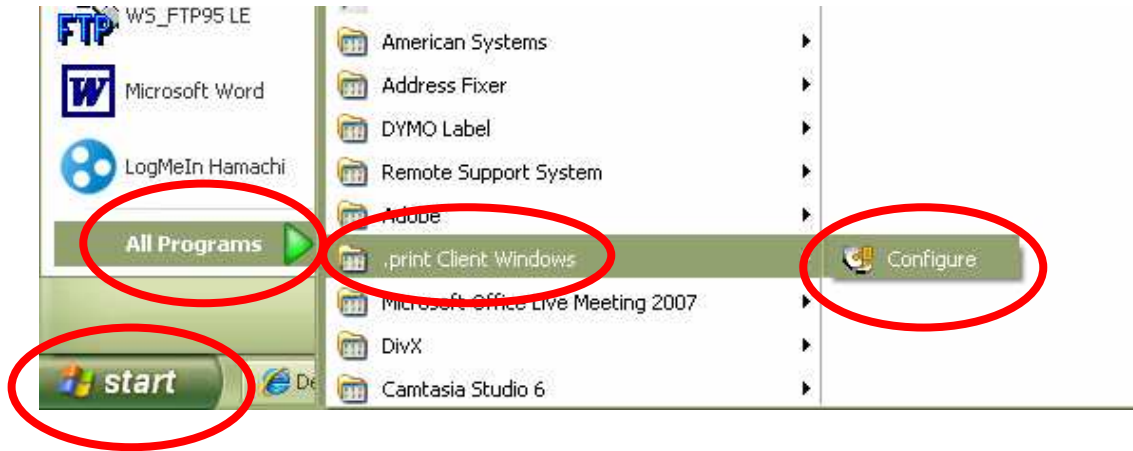 WS_FTP95 LE
FTP
Microsoft Word
W
LogMeIn Hamachi
All Programs
start
American Systems
Address Fixer
DYMO Label
Remote Support System
Adobe
.print Client Windows
Microsoft Office Live Meeting 2007
DivX
Camtasia Studio 6
Configure